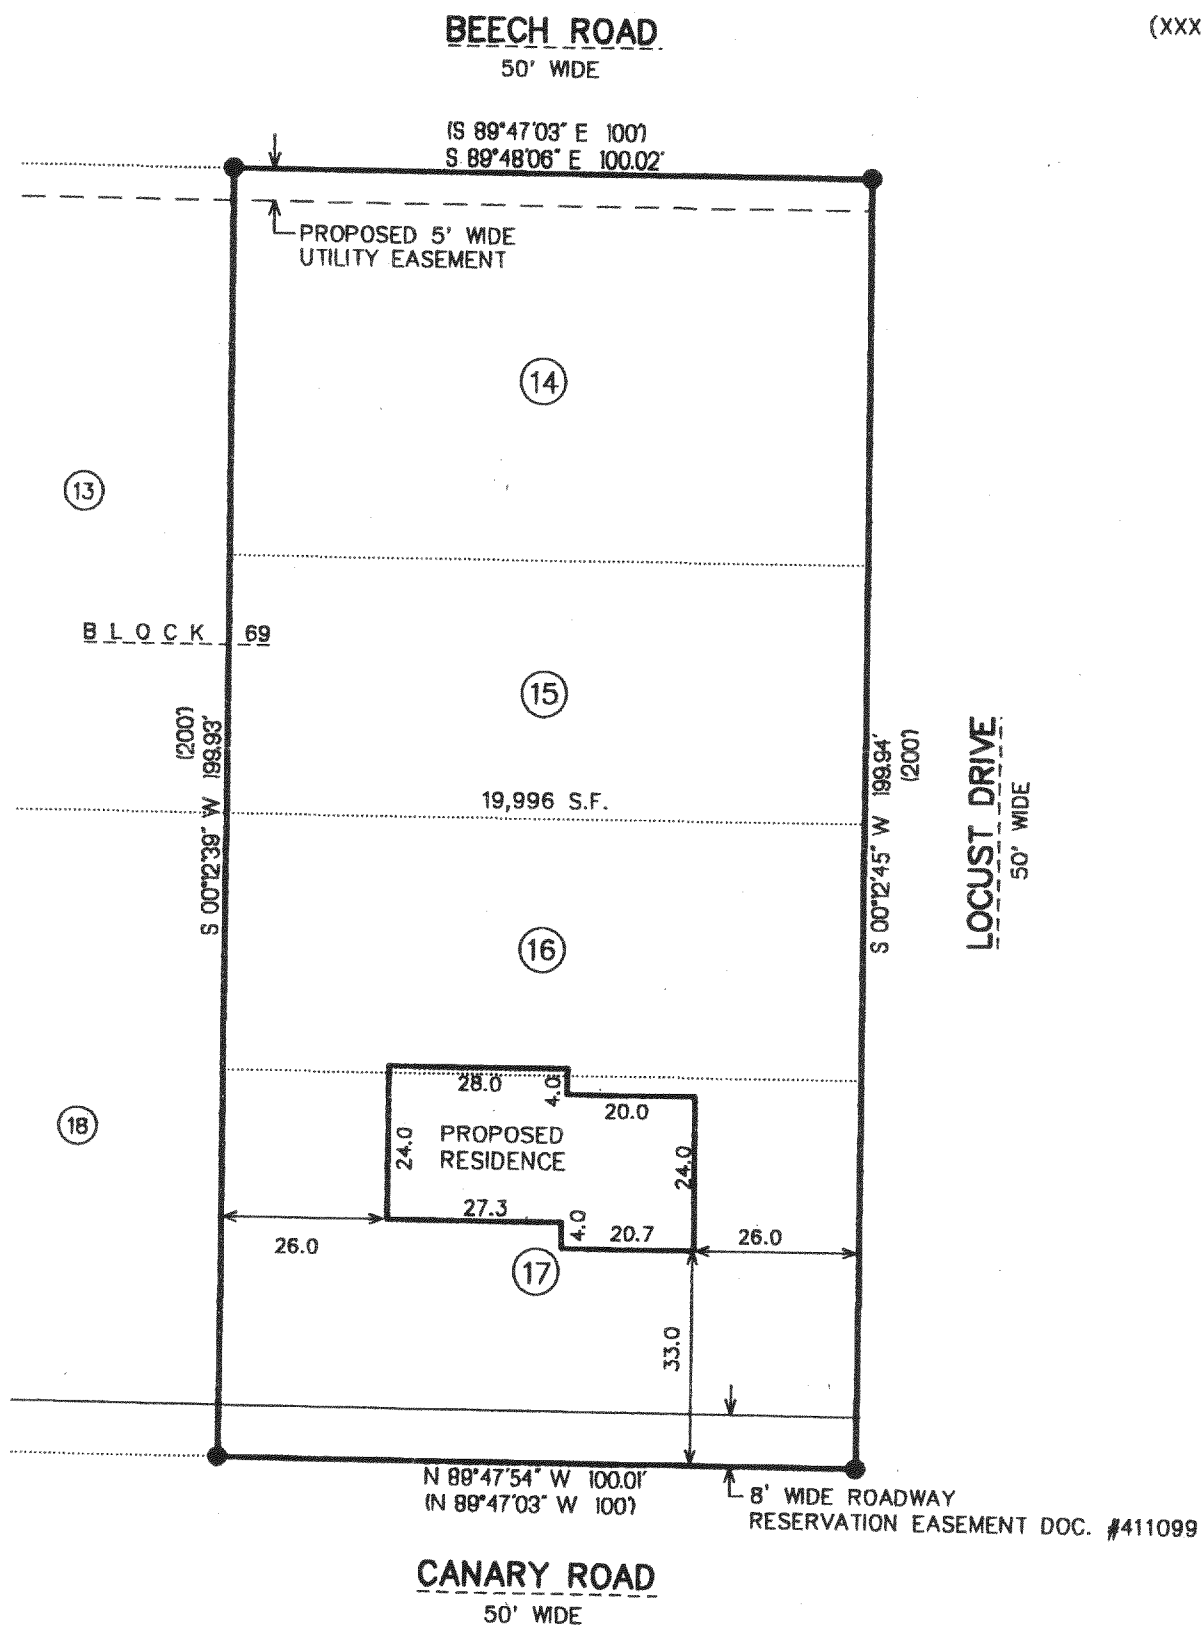 BEECH ROAD
50' WIDE
(XXX
(S 89°47'03" E 100')
S 89°48'06" E 100.02'
PROPOSED 5' WIDE
UTILITY EASEMENT
14
13
BLOCK 69
15
(200')
S 00°12'39" W 199.93'
19,996 S.F.
S 00°12'45" W 199.94'
(200')
LOCUST DRIVE
50' WIDE
16
28.0
4.0
20.0
18
24.0
PROPOSED
RESIDENCE
24.0
27.3
4.0
20.7
26.0
26.0
17
33.0
N 89°47'54" W 100.01'
(N 89°47'03" W 100')
8' WIDE ROADWAY
RESERVATION EASEMENT DOC. #411099
CANARY ROAD
50' WIDE